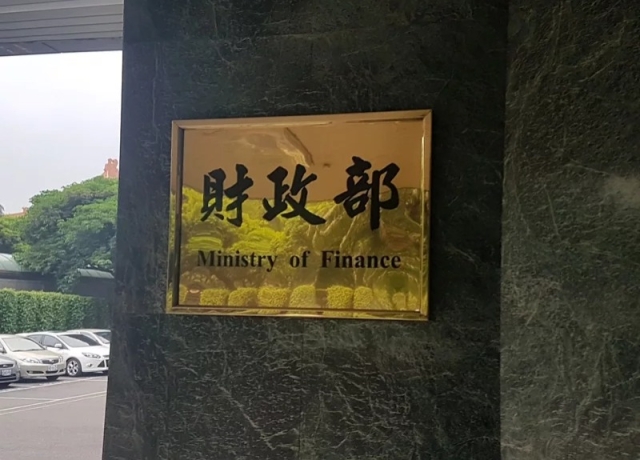 財政部
Ministry of Finance